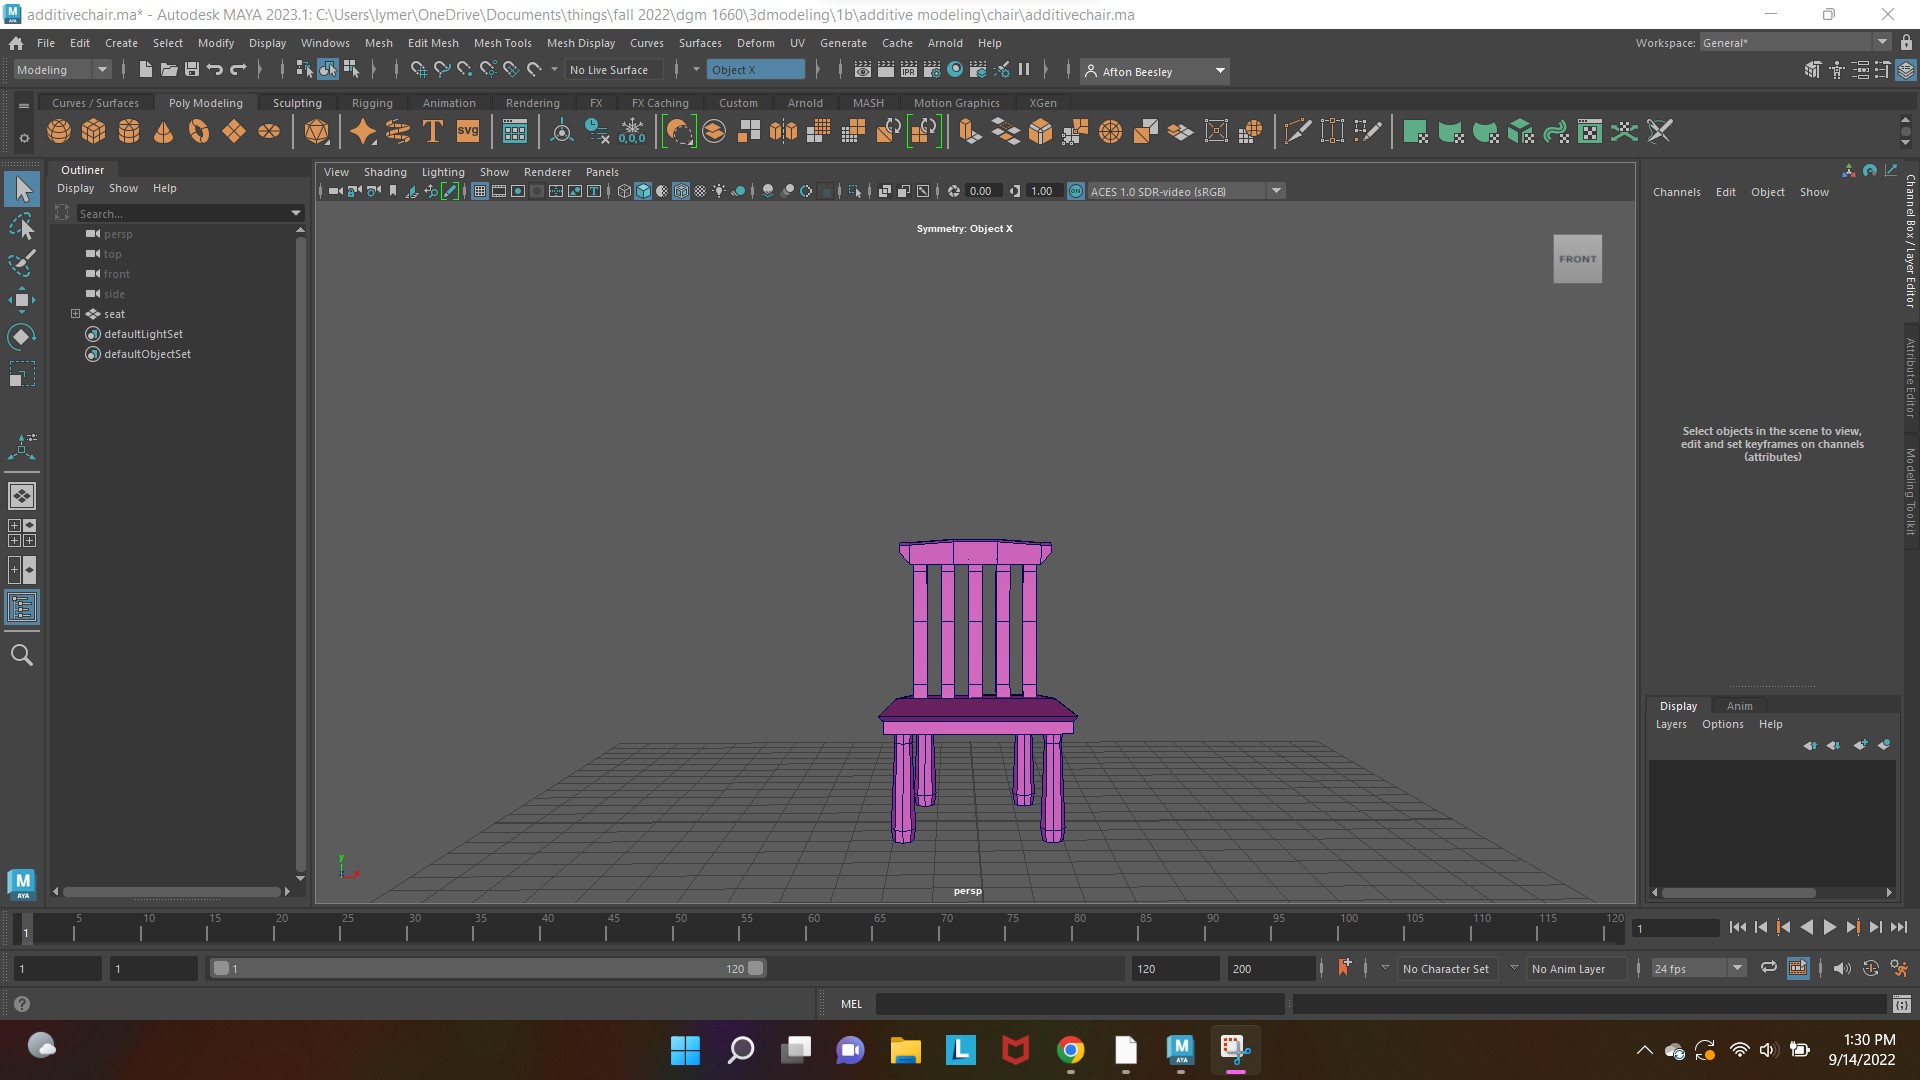 additivechair.ma* - Autodesk MAYA 2023.1: C:\Users\lymer\OneDrive\Documents\things\fall 2022\dgm 1660\3dmodeling\1b\additive modeling\chair\additivechair.ma
File Edit Create Select Modify Display Windows Mesh Edit Mesh Mesh Tools Mesh Display Curves Surfaces Deform UV Generate Cache Arnold Help Workspace: General*
Modeling No Live Surface Object X Afton Beesley
Curves / Surfaces Poly Modeling Sculpting Rigging Animation Rendering FX FX Caching Custom Arnold MASH Motion Graphics XGen
T SVG 0,0,0
Outliner
Display Show Help
Search...
persp
top
front
side
seat
defaultLightSet
defaultObjectSet
View Shading Lighting Show Renderer Panels
0.00 1.00 ACES 1.0 SDR-video (sRGB)
Symmetry: Object X
FRONT
y
x
persp
Channels Edit Object Show
Channel Box / Layer Editor
Attribute Editor
Modeling Toolkit
Select objects in the scene to view,
edit and set keyframes on channels
(attributes)
Display Anim
Layers Options Help
5 10 15 20 25 30 35 40 45 50 55 60 65 70 75 80 85 90 95 100 105 110 115 120
1 1
1 1 1 120 120 200 No Character Set No Anim Layer 24 fps
MEL
1:30 PM
9/14/2022